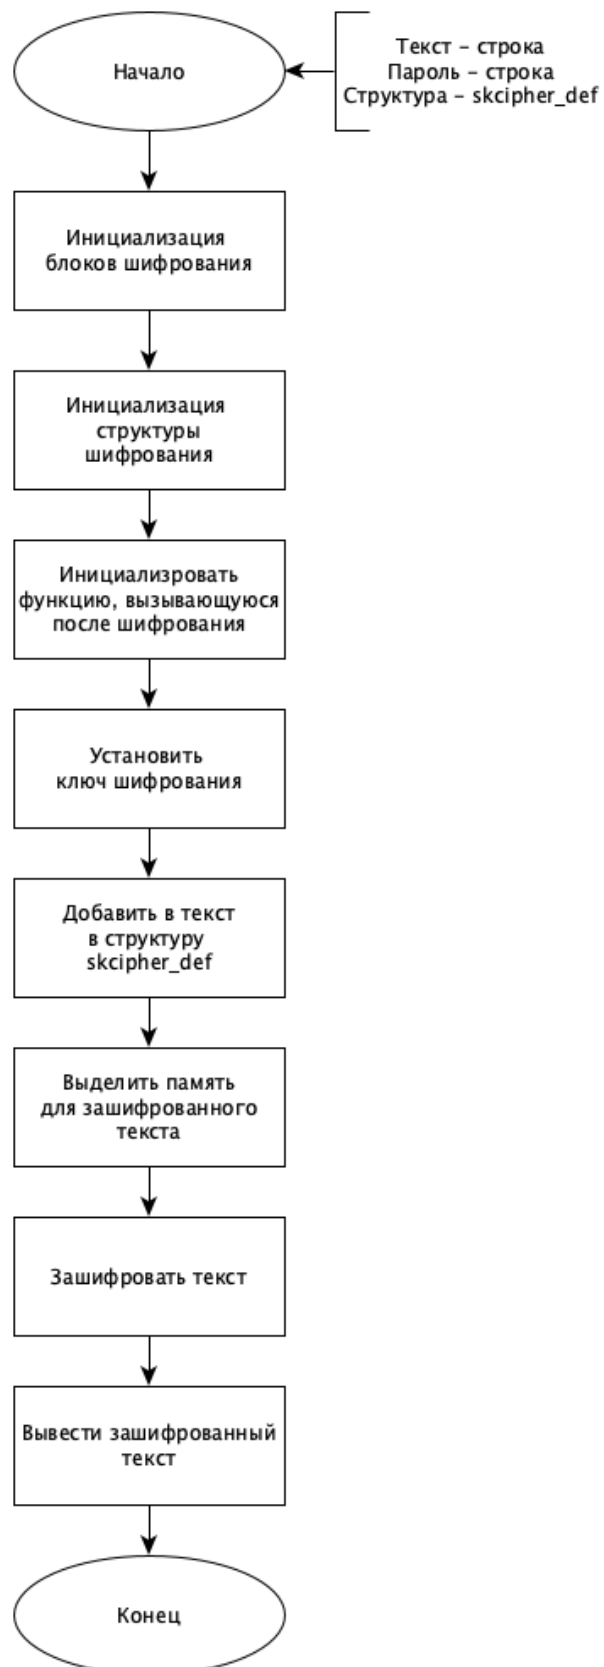 Начало
Текст – строка
Пароль – строка
Структура – skcipher_def
Инициализация
блоков шифрования
Инициализация
структуры
шифрования
Инициализровать
функцию, вызывающуюся
после шифрования
Установить
ключ шифрования
Добавить в текст
в структуру
skcipher_def
Выделить память
для зашифрованного
текста
Зашифровать текст
Вывести зашифрованный
текст
Конец